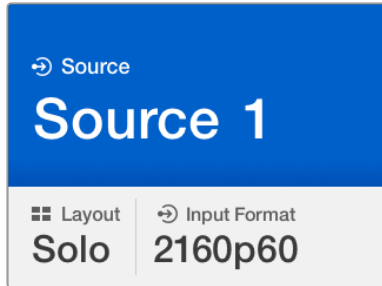 Source
Source 1
Layout
Input Format
Solo
2160p60